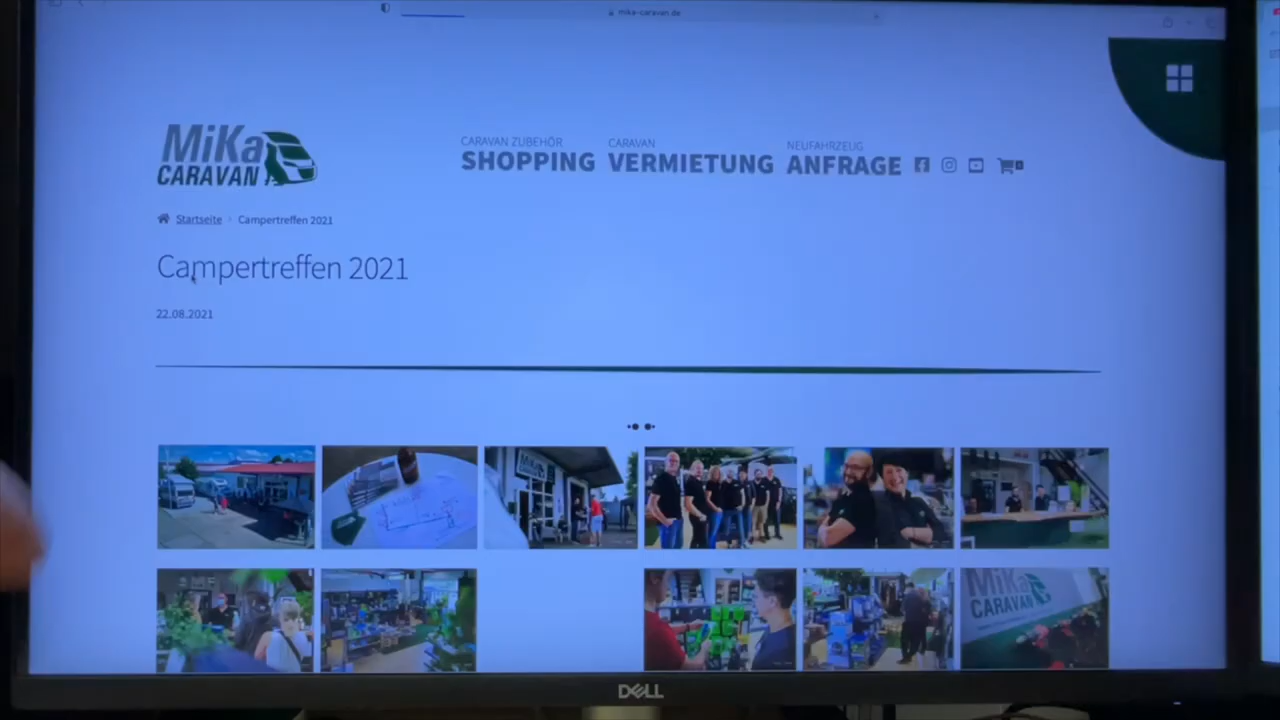 mika-caravan.de
MiKa
CARAVAN
CARAVAN ZUBEHÖR
SHOPPING
CARAVAN
VERMIETUNG
NEUFAHRZEUG
ANFRAGE
Startseite › Campertreffen 2021
Campertreffen 2021
22.08.2021
MiKa
CARAVAN
MiKa
CARAVAN
DELL